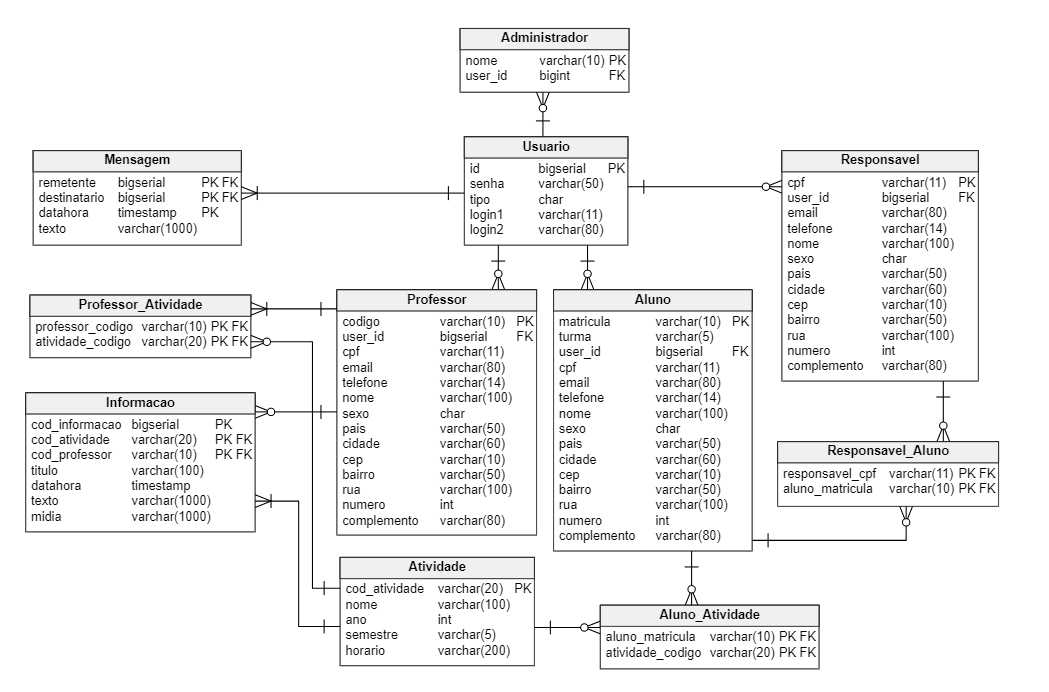 Administrador
nome varchar(10) PK
user_id bigint FK
Usuario
id bigserial PK
senha varchar(50)
tipo char
login1 varchar(11)
login2 varchar(80)
Mensagem
remetente bigserial PK FK
destinatario bigserial PK FK
datahora timestamp PK
texto varchar(1000)
Responsavel
cpf varchar(11) PK
user_id bigserial FK
email varchar(80)
telefone varchar(14)
nome varchar(100)
sexo char
pais varchar(50)
cidade varchar(60)
cep varchar(10)
bairro varchar(50)
rua varchar(100)
numero int
complemento varchar(80)
Professor_Atividade
professor_codigo varchar(10) PK FK
atividade_codigo varchar(20) PK FK
Professor
codigo varchar(10) PK
user_id bigserial FK
cpf varchar(11)
email varchar(80)
telefone varchar(14)
nome varchar(100)
sexo char
pais varchar(50)
cidade varchar(60)
cep varchar(10)
bairro varchar(50)
rua varchar(100)
numero int
complemento varchar(80)
Aluno
matricula varchar(10) PK
turma varchar(5)
user_id bigserial FK
cpf varchar(11)
email varchar(80)
telefone varchar(14)
nome varchar(100)
sexo char
pais varchar(50)
cidade varchar(60)
cep varchar(10)
bairro varchar(50)
rua varchar(100)
numero int
complemento varchar(80)
Informacao
cod_informacao bigserial PK
cod_atividade varchar(20) PK FK
cod_professor varchar(10) PK FK
titulo varchar(100)
datahora timestamp
texto varchar(1000)
midia varchar(1000)
Responsavel_Aluno
responsavel_cpf varchar(11) PK FK
aluno_matricula varchar(10) PK FK
Atividade
cod_atividade varchar(20) PK
nome varchar(100)
ano int
semestre varchar(5)
horario varchar(200)
Aluno_Atividade
aluno_matricula varchar(10) PK FK
atividade_codigo varchar(20) PK FK